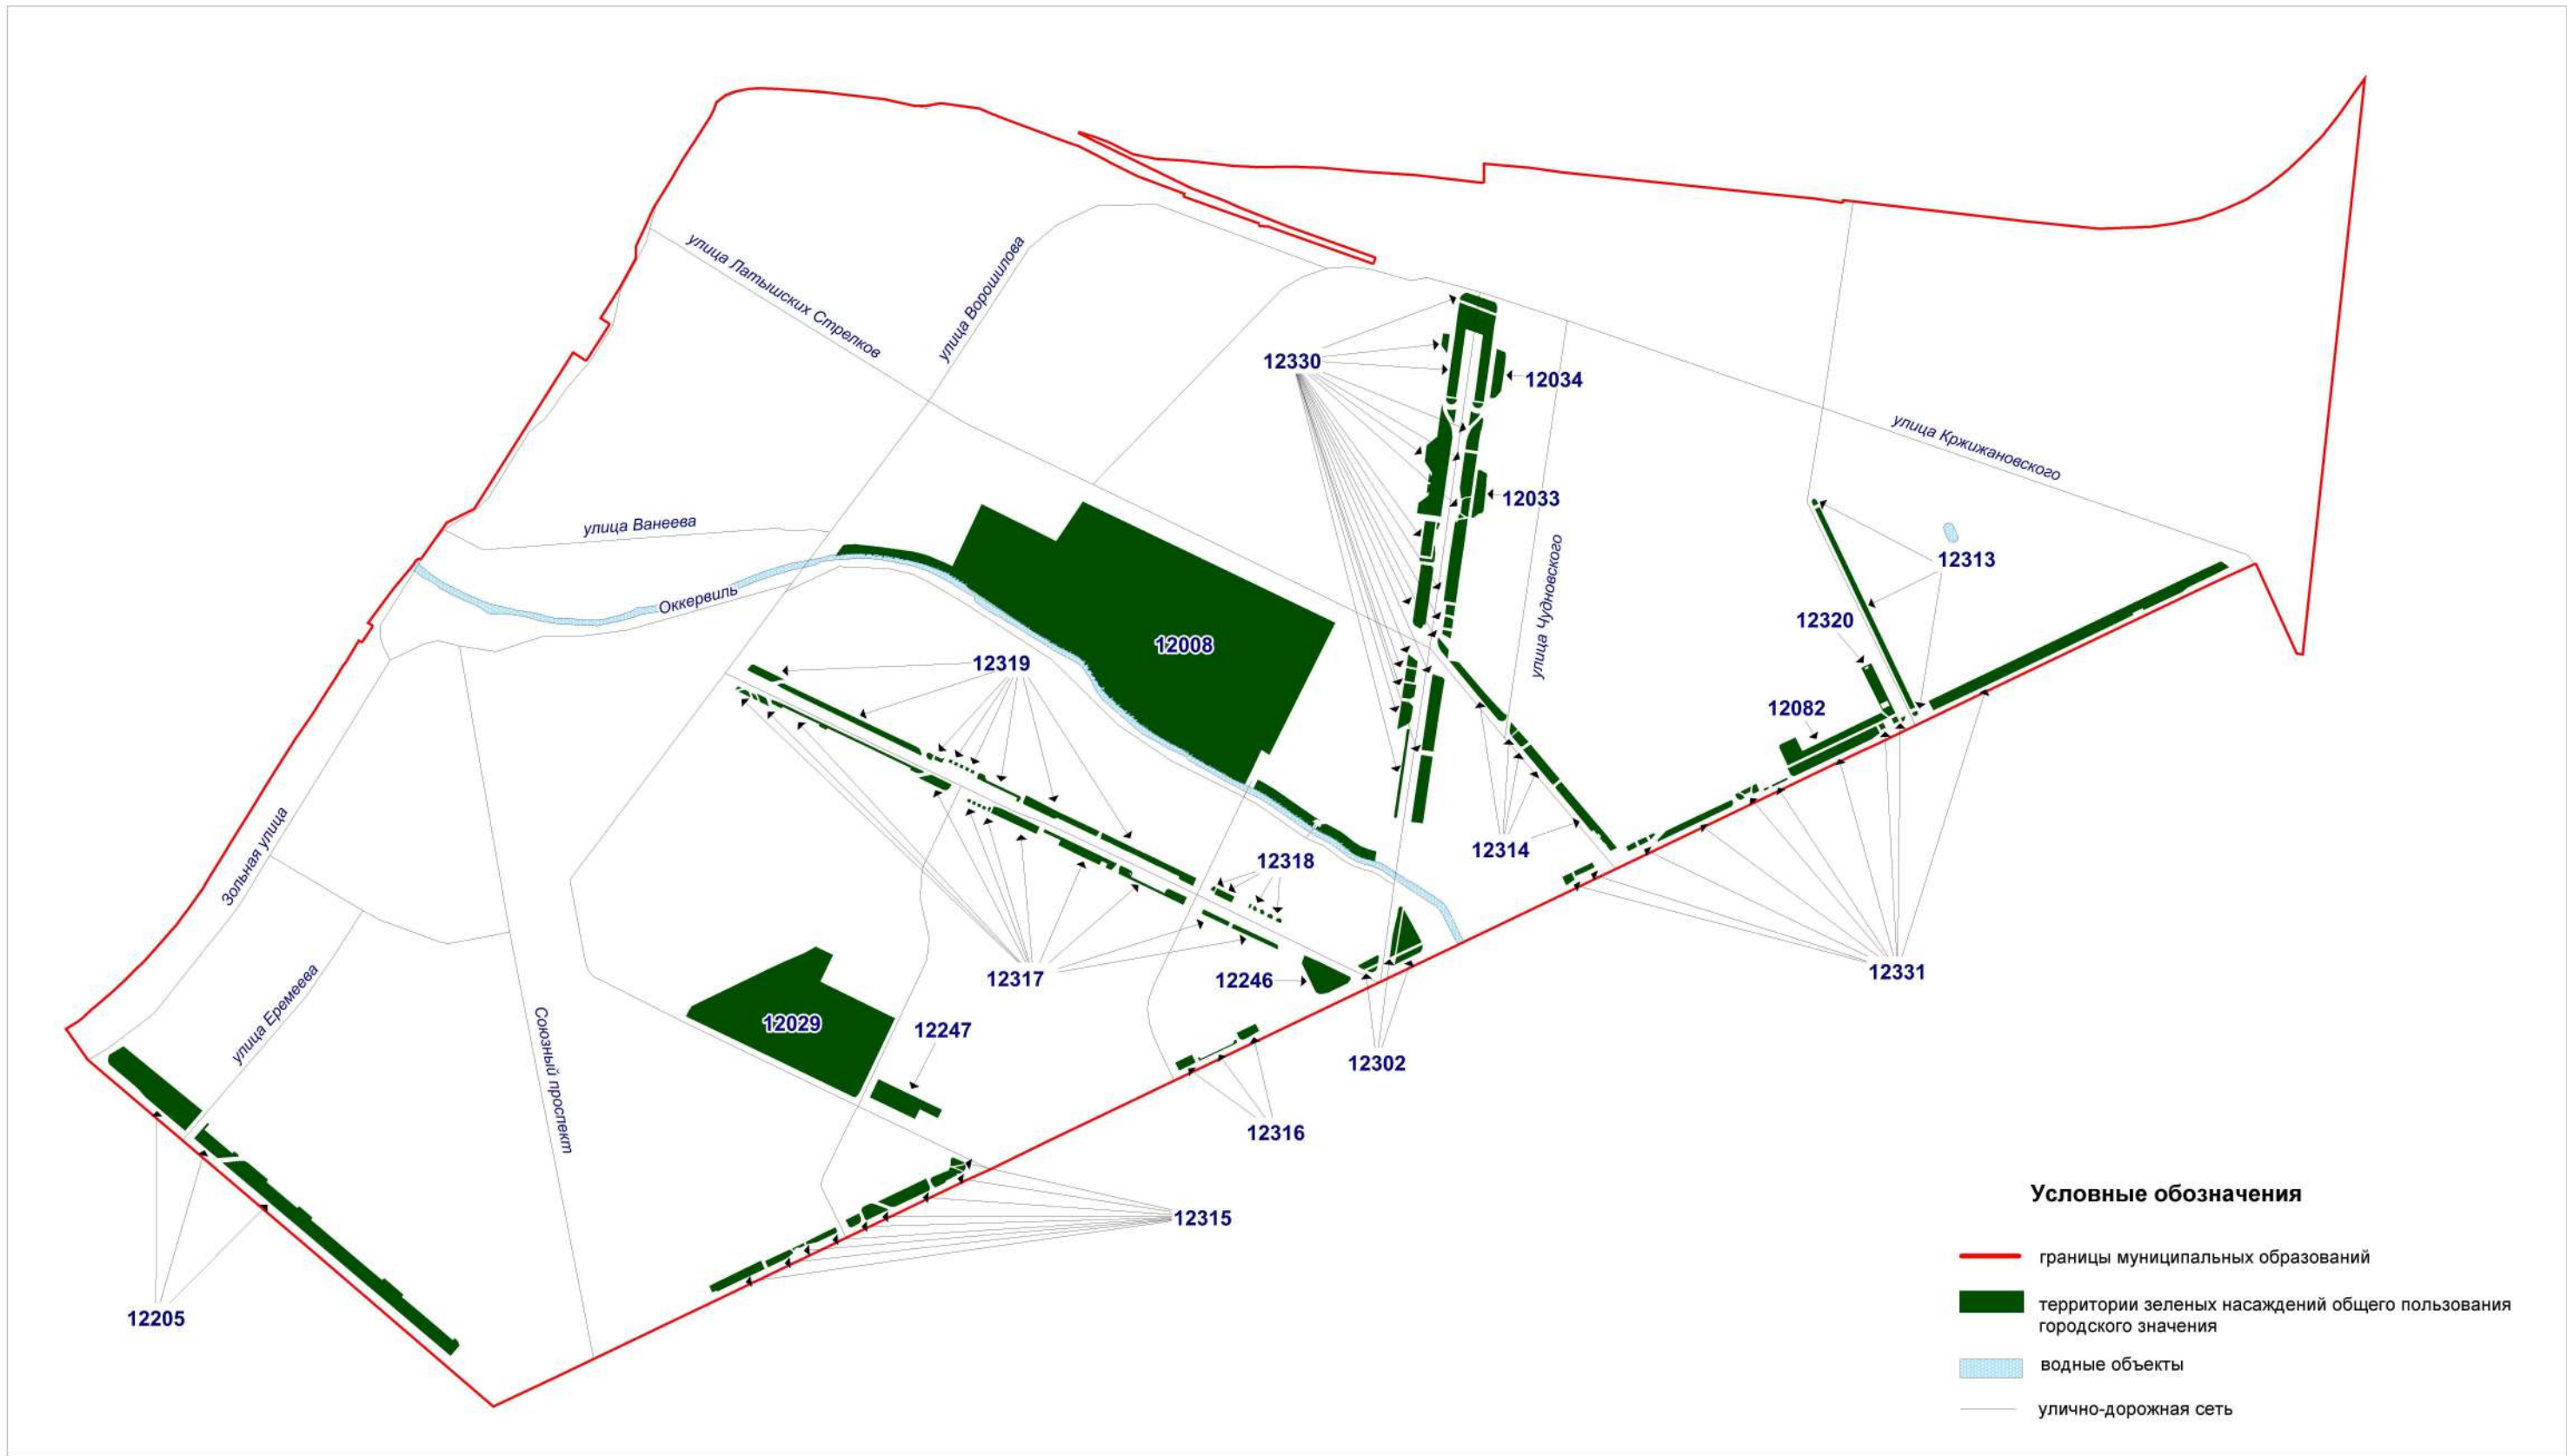 улица Латышских Стрелков
улица Ворошилова
12330
12034
улица Кржижановского
12033
улица Ванеева
12313
улица Чудновского
Оккервиль
12320
12008
12319
12082
Зольная улица
12314
12318
12331
12317
12246
улица Еремеева
12029
12247
Союзный проспект
12302
12316
12315
12205
Условные обозначения
границы муниципальных образований
территории зеленых насаждений общего пользования
городского значения
водные объекты
улично-дорожная сеть